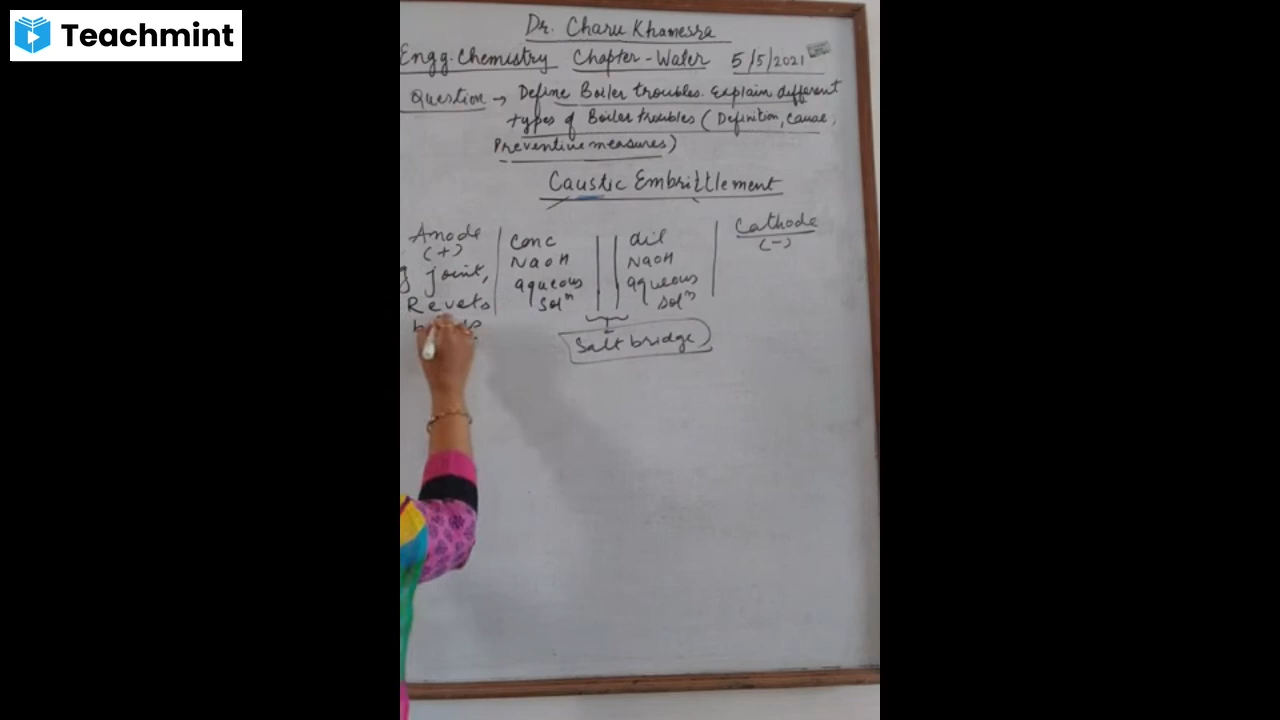 Teachmint
Dr. Charu Khamesra
Engg. Chemistry Chapter - Water 5/5/2021
Question → Define Boiler troubles. Explain different
types of Boiler troubles (Definition, Cause,
Preventive measures)
Caustic Embrittlement
Anode
(+)
joint,
Revets
Conc
NaOH
aqueous
Solⁿ
dil
NaOH
aqueous
Solⁿ
Cathode
(-)
Salt bridge